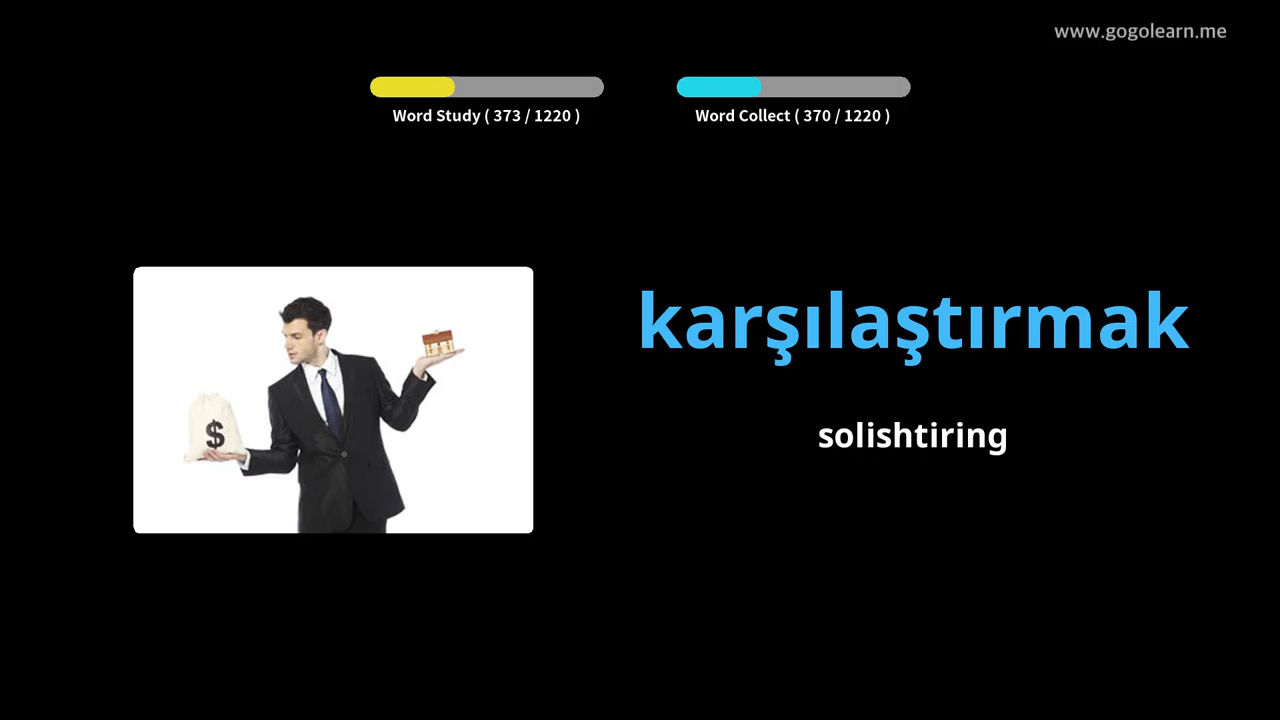 www.gogolearn.me
Word Study ( 373 / 1220 )
Word Collect ( 370 / 1220 )
karşılaştırmak
$
solishtiring